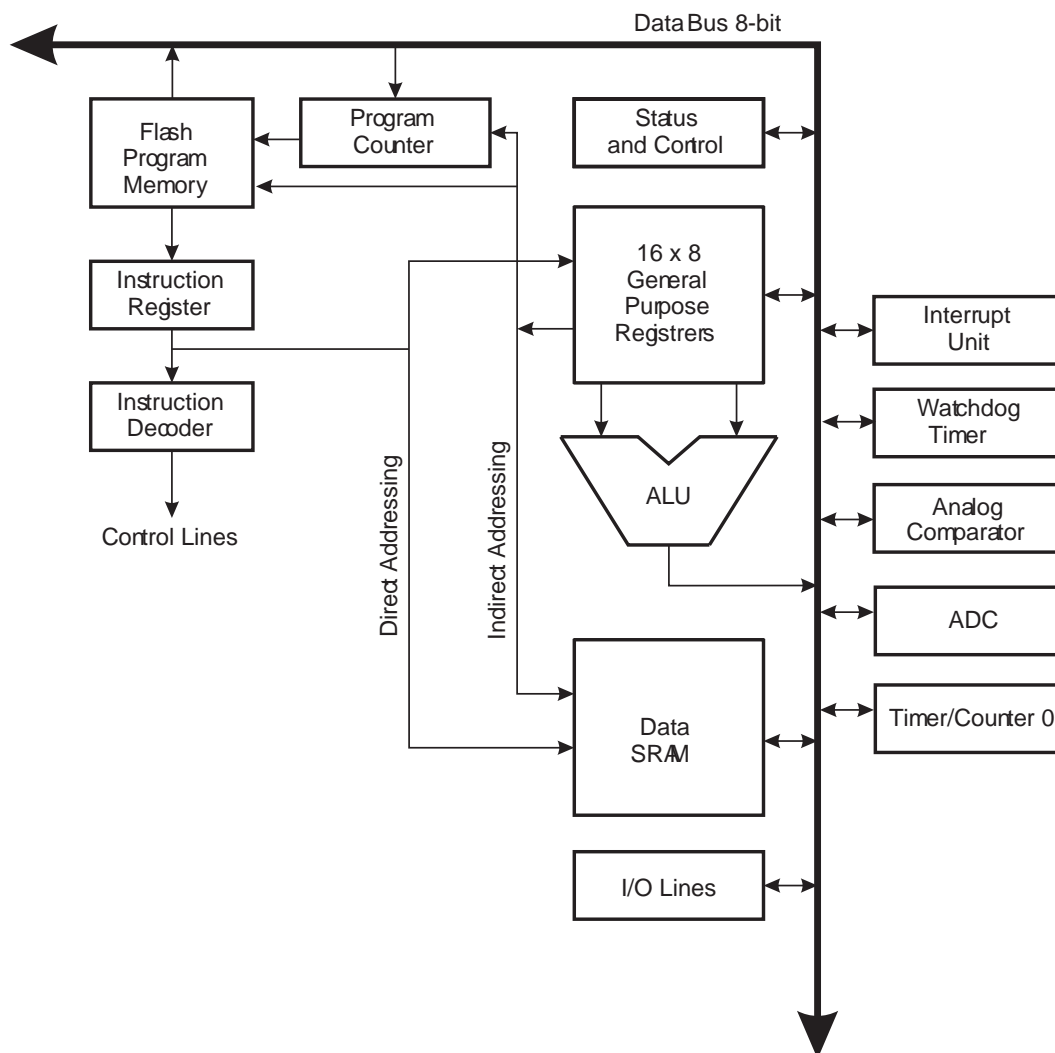 Data Bus 8-bit
Flash
Program
Memory
Program
Counter
Status
and Control
Instruction
Register
16 x 8
General
Purpose
Registrers
Interrupt
Unit
Instruction
Decoder
Watchdog
Timer
Control Lines
Direct Addressing
Indirect Addressing
ALU
Analog
Comparator
ADC
Data
SRAM
Timer/Counter 0
I/O Lines